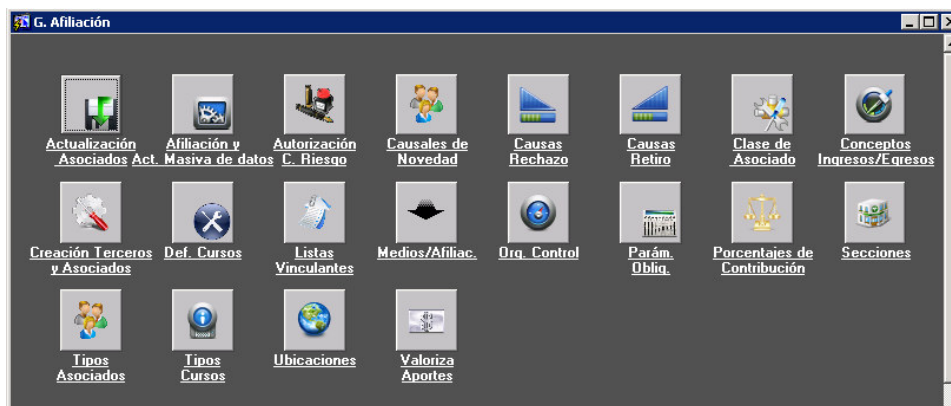 G. Afiliación
Actualización Asociados
Afiliación y Act. Masiva de datos
Autorización C. Riesgo
Causales de Novedad
Causas Rechazo
Causas Retiro
Clase de Asociado
Conceptos Ingresos/Egresos
Creación Terceros y Asociados
Def. Cursos
Listas Vinculantes
Medios/Afiliac.
Org. Control
Parám. Oblig.
Porcentajes de Contribución
Secciones
Tipos Asociados
Tipos Cursos
Ubicaciones
Valoriza Aportes